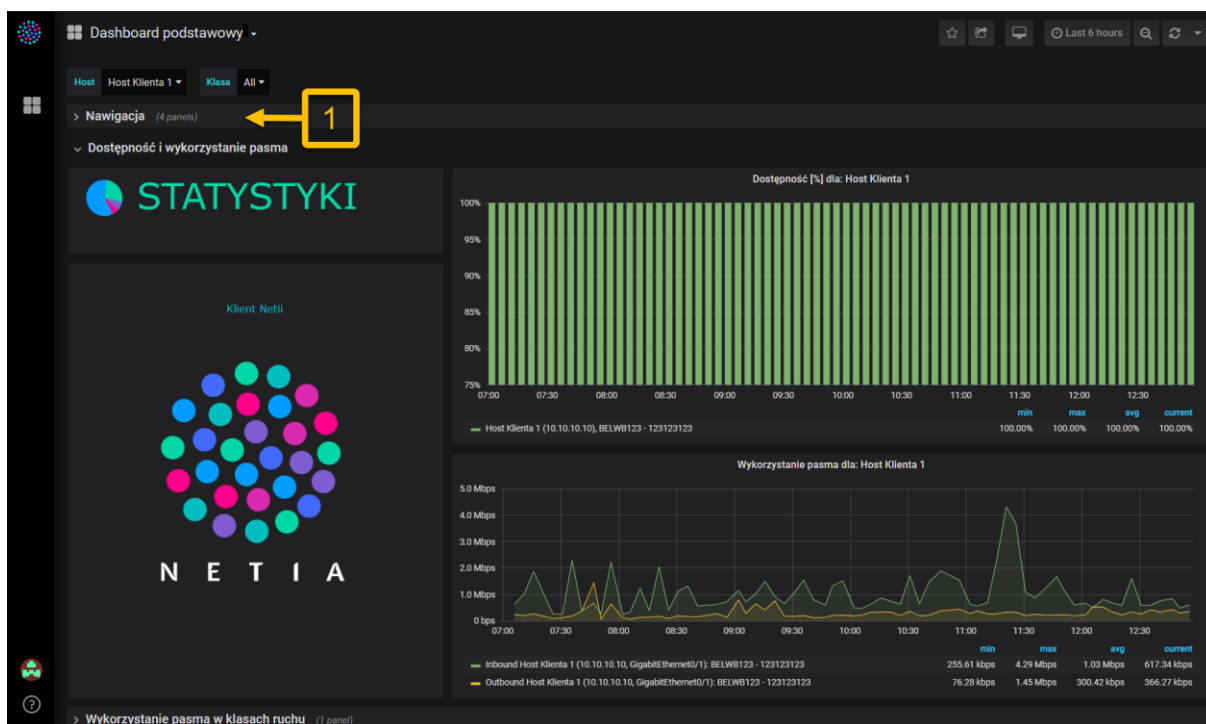 Dashboard podstawowy
Last 6 hours
Host Host Klienta 1 Klasa All
Nawigacja (4 panels)
1
Dostępność i wykorzystanie pasma
STATYSTYKI
Klient Netii
NETIA
Dostępność [%] dla: Host Klienta 1
100%
95%
90%
85%
80%
75%
07:00 07:30 08:00 08:30 09:00 09:30 10:00 10:30 11:00 11:30 12:00 12:30
min max avg current
Host Klienta 1 (10.10.10.10), BELWB123 - 123123123 100.00% 100.00% 100.00% 100.00%
Wykorzystanie pasma dla: Host Klienta 1
5.0 Mbps
4.0 Mbps
3.0 Mbps
2.0 Mbps
1.0 Mbps
0 bps
07:00 07:30 08:00 08:30 09:00 09:30 10:00 10:30 11:00 11:30 12:00 12:30
min max avg current
Inbound Host Klienta 1 (10.10.10.10, GigabitEthernet0/1): BELWB123 - 123123123 255.61 kbps 4.29 Mbps 1.03 Mbps 617.34 kbps
Outbound Host Klienta 1 (10.10.10.10, GigabitEthernet0/1): BELWB123 - 123123123 76.28 kbps 1.45 Mbps 300.42 kbps 366.27 kbps
Wykorzystanie pasma w klasach ruchu (1 panel)